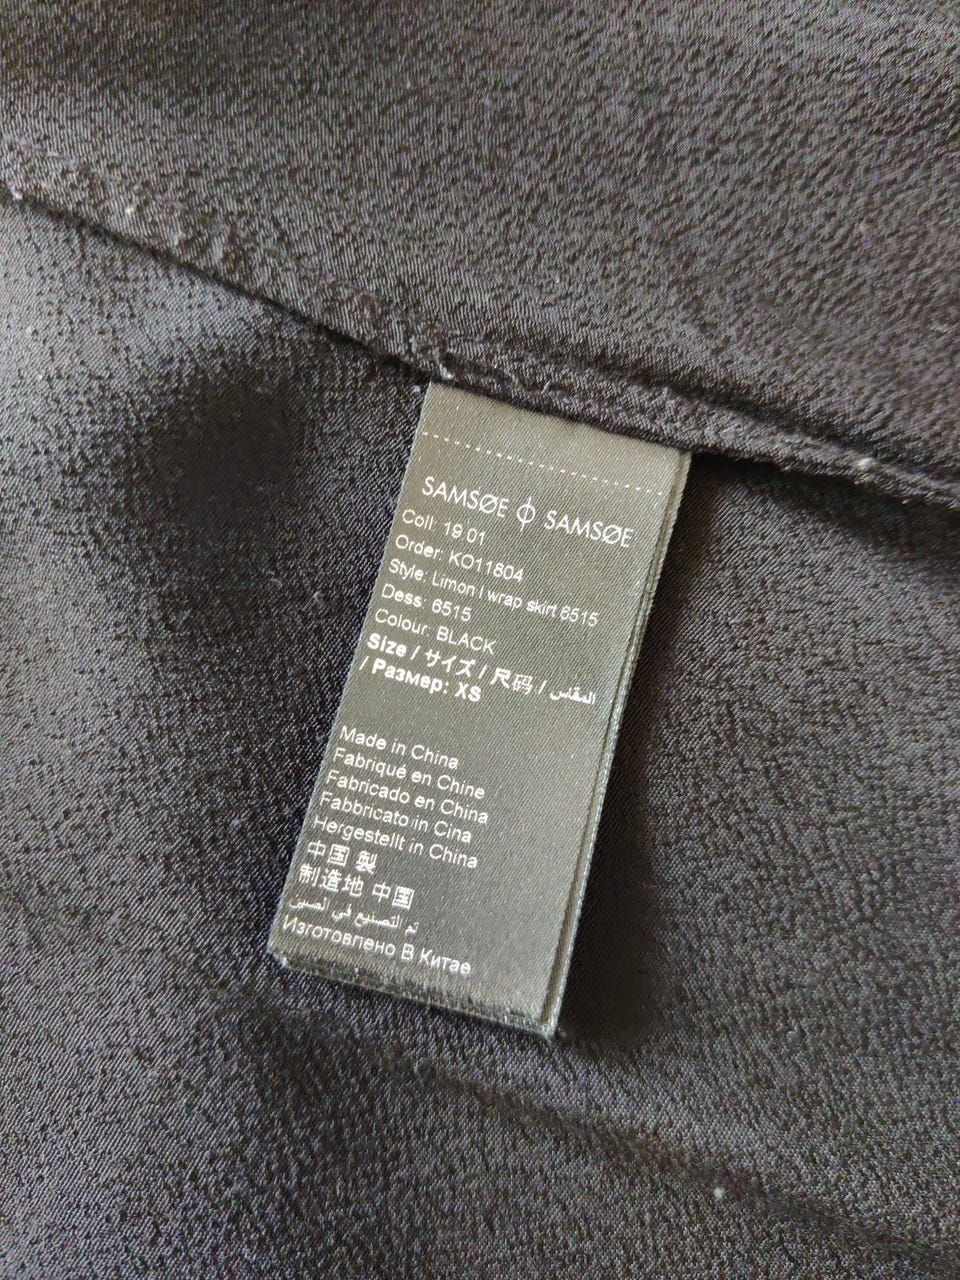 SAMSØE ϕ SAMSØE
Coll: 19 01
Order: KO11804
Style: Limon l wrap skirt 6515
Dess: 6515
Colour: BLACK
Size / サイズ / 尺码 / المقاس
/ Размер: XS
Made in China
Fabriqué en Chine
Fabricado en China
Fabbricato in Cina
Hergestellt in China
中国 製
制造地 中国
تم التصنيع في الصين
Изготовлено В Китае